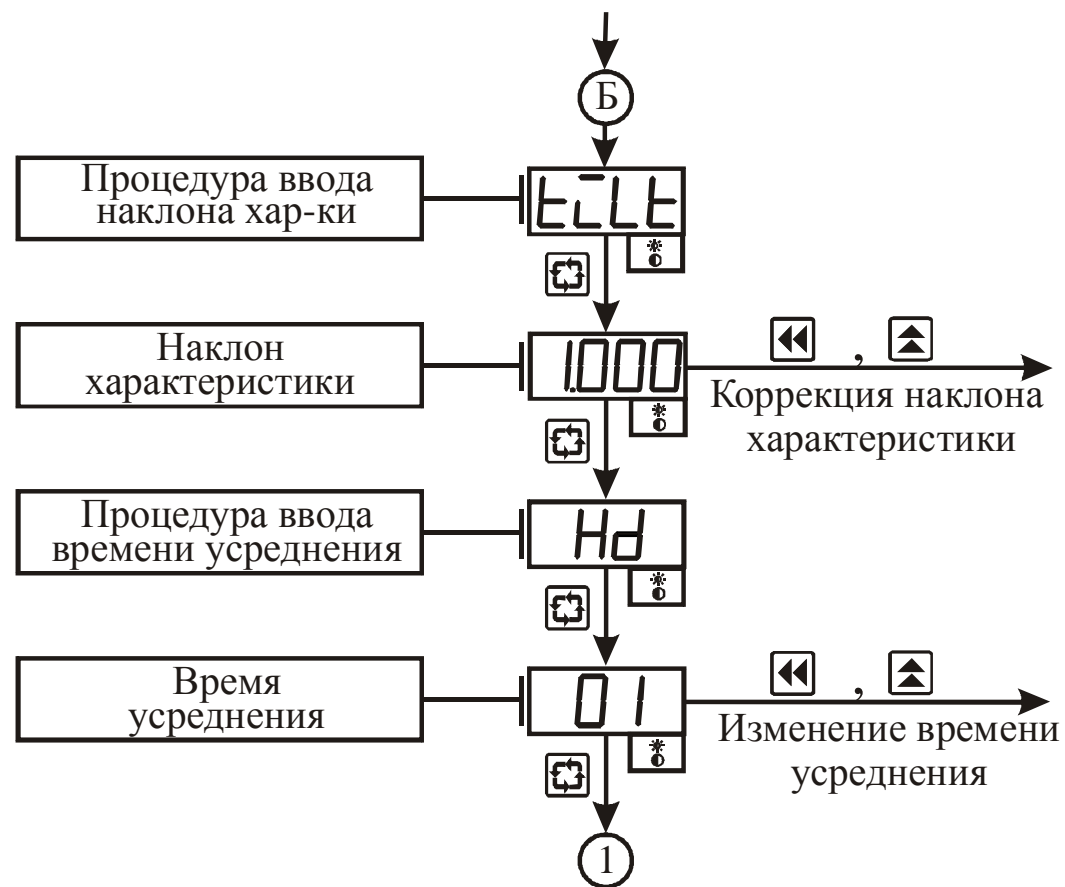 Б
Процедура ввода
наклона хар-ки
tiLt
Наклон
характеристики
1.000
,
Коррекция наклона
характеристики
Процедура ввода
времени усреднения
Hd
Время
усреднения
01
,
Изменение времени
усреднения
1